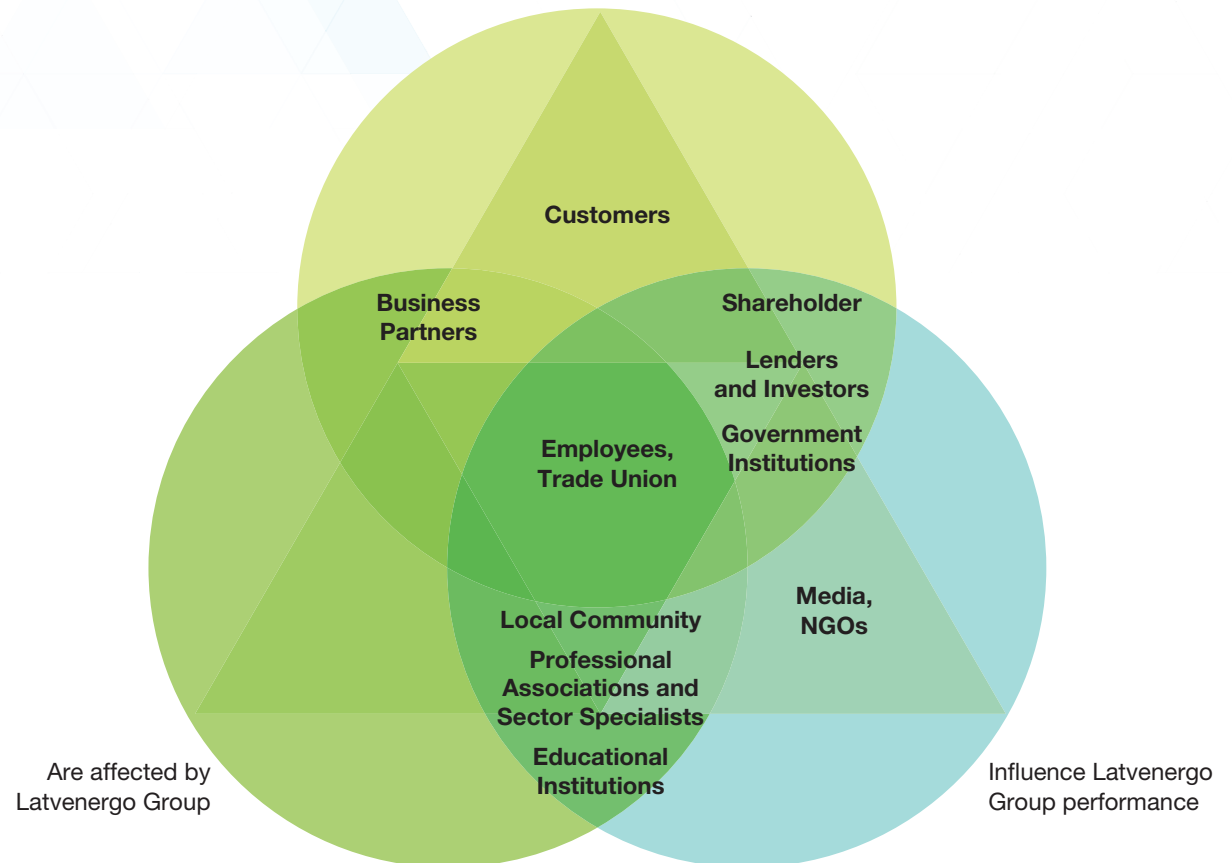 Customers
Business
Partners
Shareholder
Lenders
and Investors
Government
Institutions
Employees,
Trade Union
Media,
NGOs
Local Community
Professional
Associations and
Sector Specialists
Educational
Institutions
Are affected by
Latvenergo Group
Influence Latvenergo
Group performance